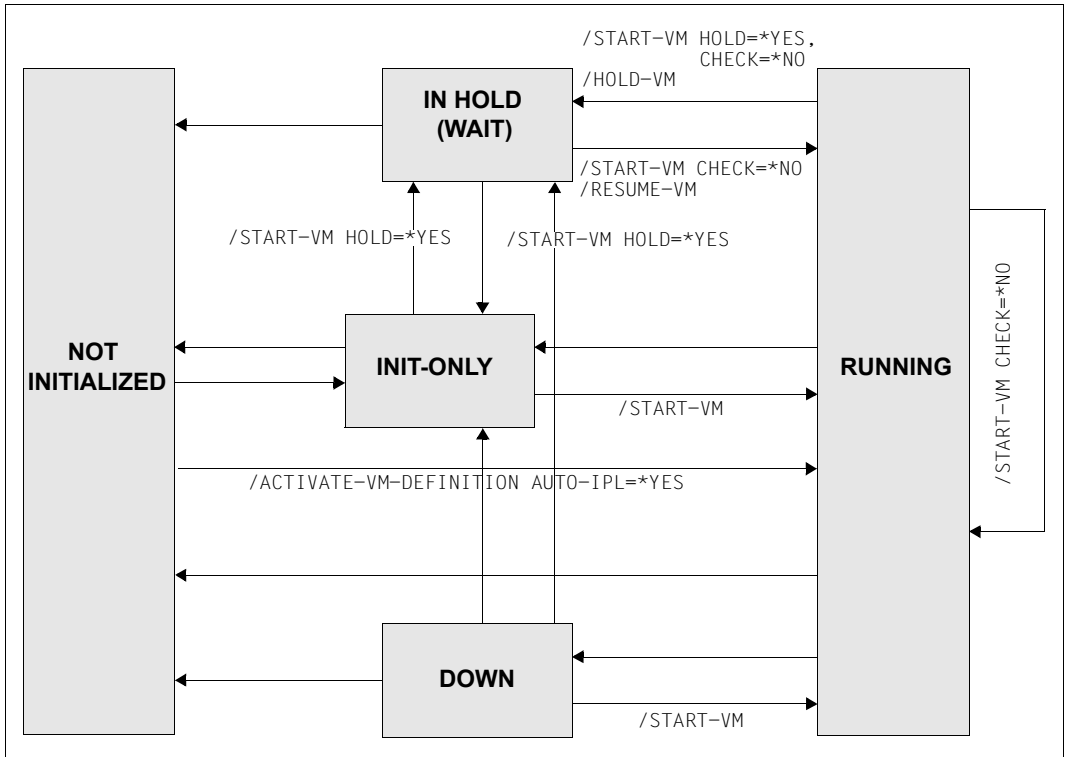 /START-VM HOLD=*YES,
CHECK=*NO
/HOLD-VM
IN HOLD
(WAIT)
/START-VM CHECK=*NO
/RESUME-VM
/START-VM HOLD=*YES
/START-VM HOLD=*YES
/START-VM CHECK=*NO
NOT
INITIALIZED
INIT-ONLY
RUNNING
/START-VM
/ACTIVATE-VM-DEFINITION AUTO-IPL=*YES
DOWN
/START-VM